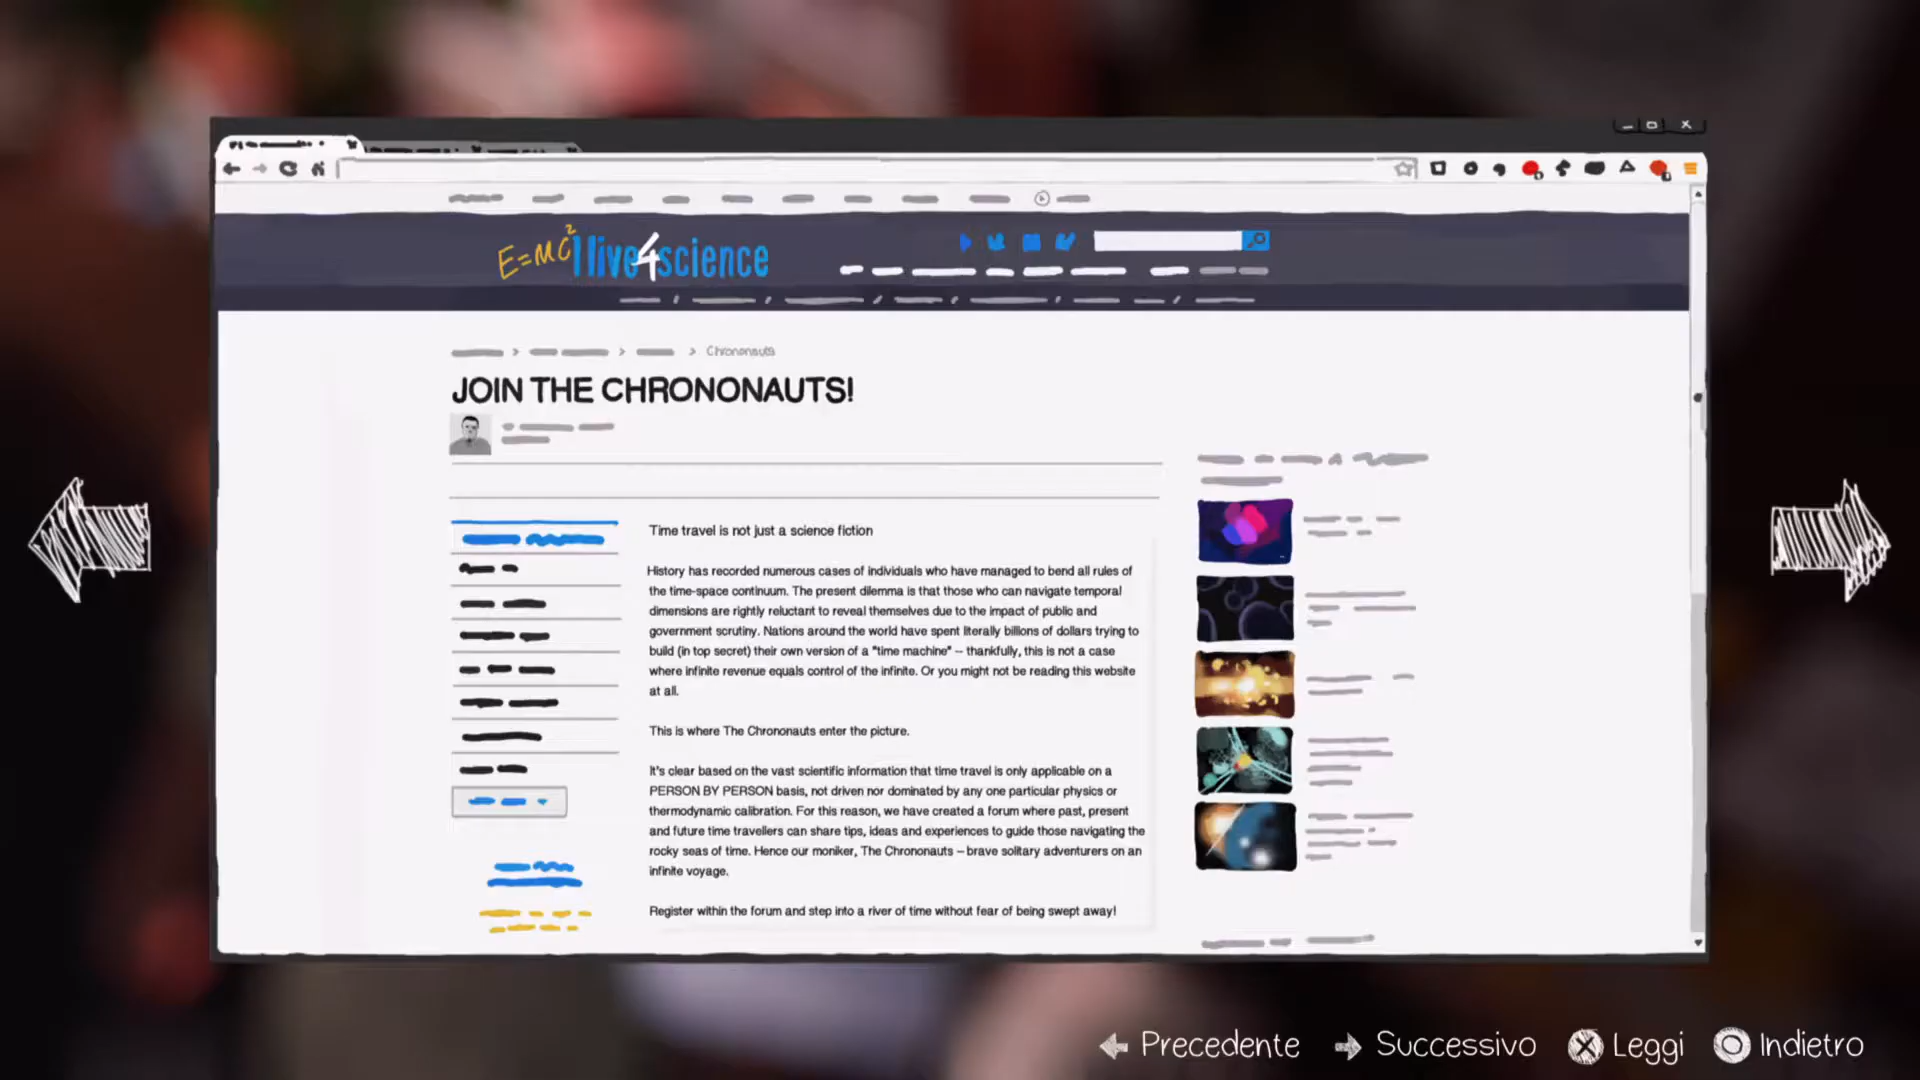 E=MC² I live4science
Chrononauts
JOIN THE CHRONONAUTS!
Time travel is not just a science fiction
History has recorded numerous cases of individuals who have managed to bend all rules of
the time-space continuum. The present dilemma is that those who can navigate temporal
dimensions are rightly reluctant to reveal themselves due to the impact of public and
government scrutiny. Nations around the world have spent literally billions of dollars trying to
build (in top secret) their own version of a "time machine" -- thankfully, this is not a case
where infinite revenue equals control of the infinite. Or you might not be reading this website
at all.
This is where The Chrononauts enter the picture.
It's clear based on the vast scientific information that time travel is only applicable on a
PERSON BY PERSON basis, not driven nor dominated by any one particular physics or
thermodynamic calibration. For this reason, we have created a forum where past, present
and future time travellers can share tips, ideas and experiences to guide those navigating the
rocky seas of time. Hence our moniker, The Chrononauts – brave solitary adventurers on an
infinite voyage.
Register within the forum and step into a river of time without fear of being swept away!
Precedente Successivo Leggi Indietro